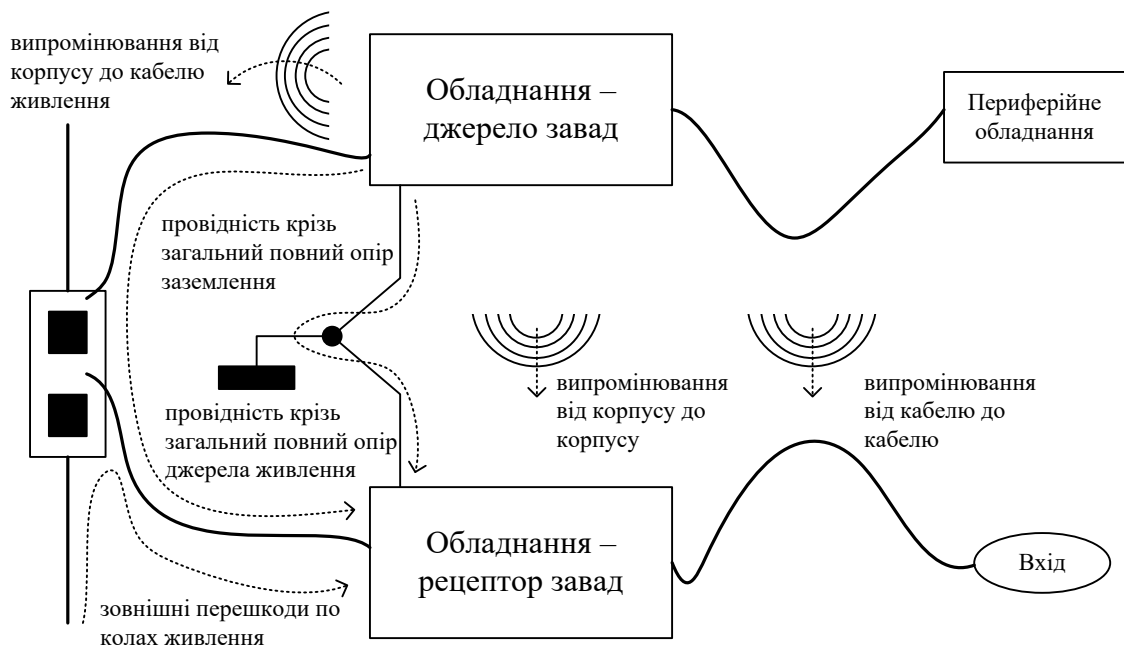 випромінювання від
корпусу до кабелю
живлення
Обладнання –
джерело завад
Периферійне
обладнання
провідність крізь
загальний повний опір
заземлення
провідність крізь
загальний повний опір
джерела живлення
випромінювання
від корпусу до
корпусу
випромінювання
від кабелю до
кабелю
Обладнання –
рецептор завад
Вхід
зовнішні перешкоди по
колах живлення